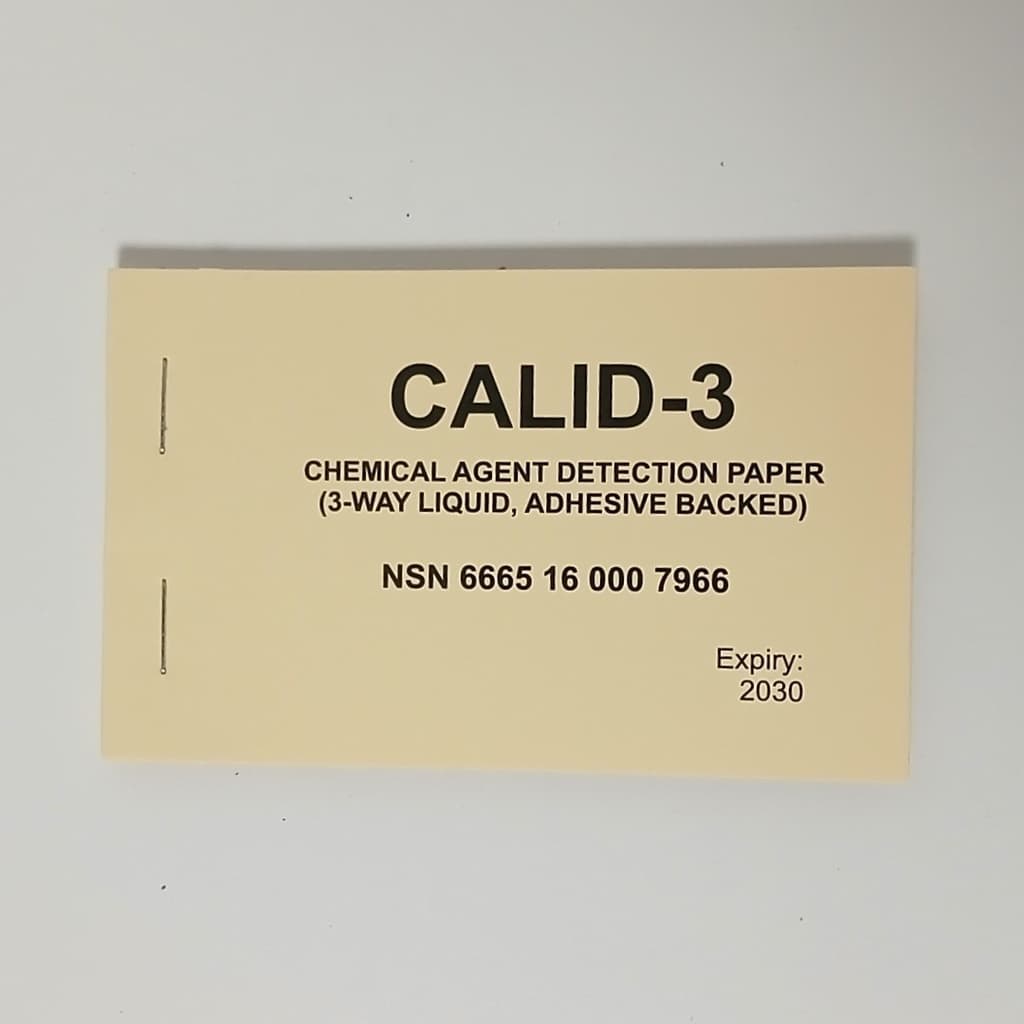 CALID-3
CHEMICAL AGENT DETECTION PAPER
(3-WAY LIQUID, ADHESIVE BACKED)
NSN 6665 16 000 7966
Expiry:
2030